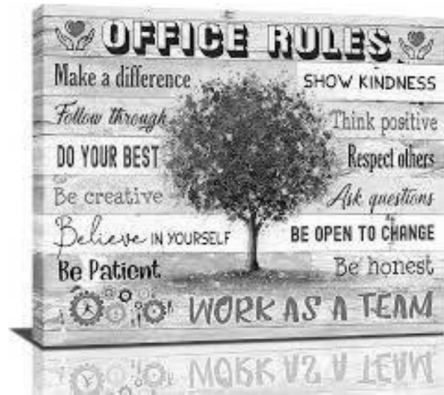 OFFICE RULES
Make a difference
SHOW KINDNESS
Follow through
Think positive
DO YOUR BEST
Respect others
Be creative
Ask questions
Believe IN YOURSELF
BE OPEN TO CHANGE
Be Patient
Be honest
WORK AS A TEAM